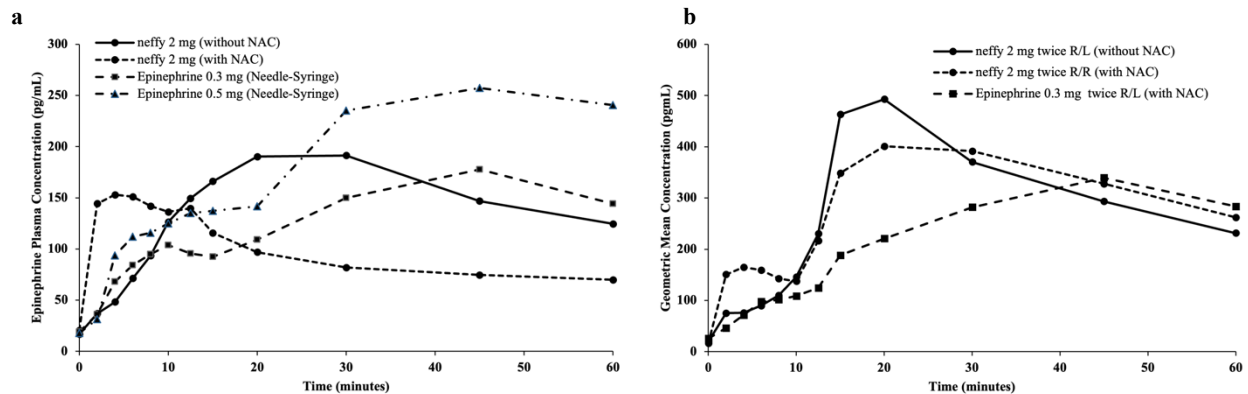 a
neffy 2 mg (without NAC)
neffy 2 mg (with NAC)
Epinephrine 0.3 mg (Needle-Syringe)
Epinephrine 0.5 mg (Needle-Syringe)
Epinephrine Plasma Concentration (pg/mL)
300
250
200
150
100
50
0
0
10
20
30
40
50
60
Time (minutes)
b
neffy 2 mg twice R/L (without NAC)
neffy 2 mg twice R/R (with NAC)
Epinephrine 0.3 mg  twice R/L (with NAC)
Geometric Mean Concentration (pgmL)
600
500
400
300
200
100
0
0
10
20
30
40
50
60
Time (minutes)